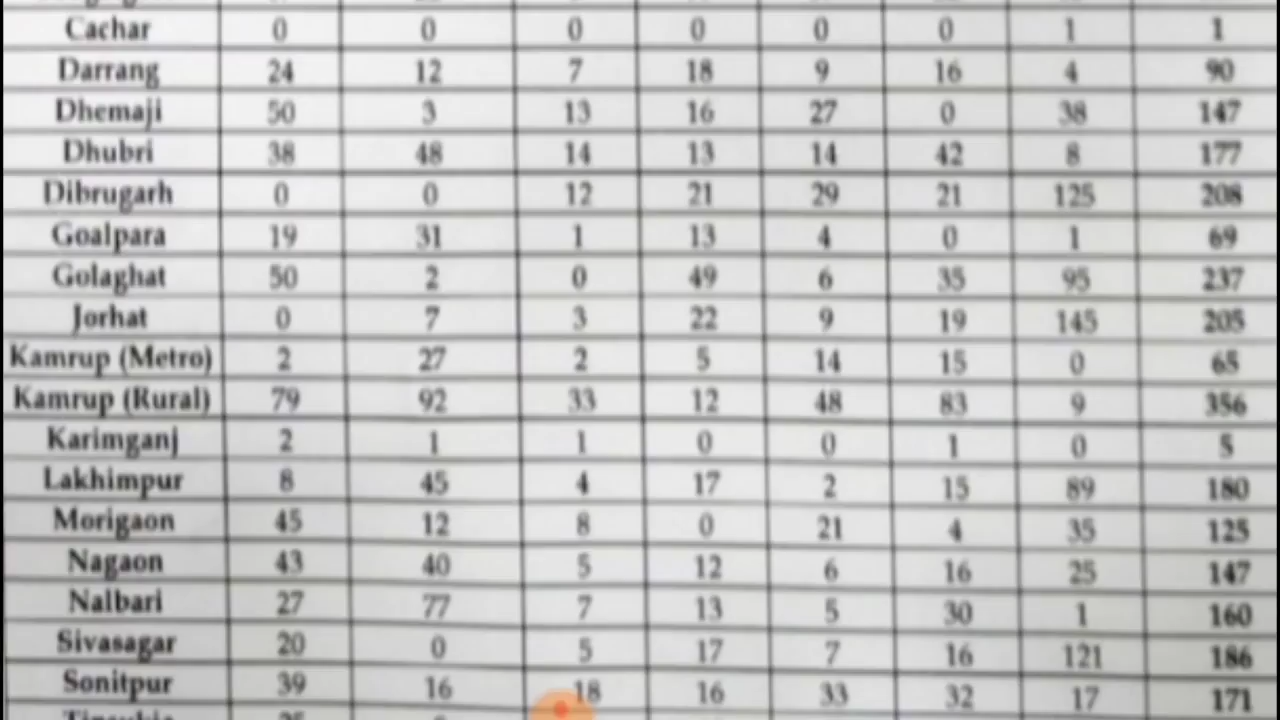 Cachar 0 0 0 0 0 0 1 1
Darrang 24 12 7 18 9 16 4 90
Dhemaji 50 3 13 16 27 0 38 147
Dhubri 38 48 14 13 14 42 8 177
Dibrugarh 0 0 12 21 29 21 125 208
Goalpara 19 31 1 13 4 0 1 69
Golaghat 50 2 0 49 6 35 95 237
Jorhat 0 7 3 22 9 19 145 205
Kamrup (Metro) 2 27 2 5 14 15 0 65
Kamrup (Rural) 79 92 33 12 48 83 9 356
Karimganj 2 1 1 0 0 1 0 5
Lakhimpur 8 45 4 17 2 15 89 180
Morigaon 45 12 8 0 21 4 35 125
Nagaon 43 40 5 12 6 16 25 147
Nalbari 27 77 7 13 5 30 1 160
Sivasagar 20 0 5 17 7 16 121 186
Sonitpur 39 16 18 16 33 32 17 171